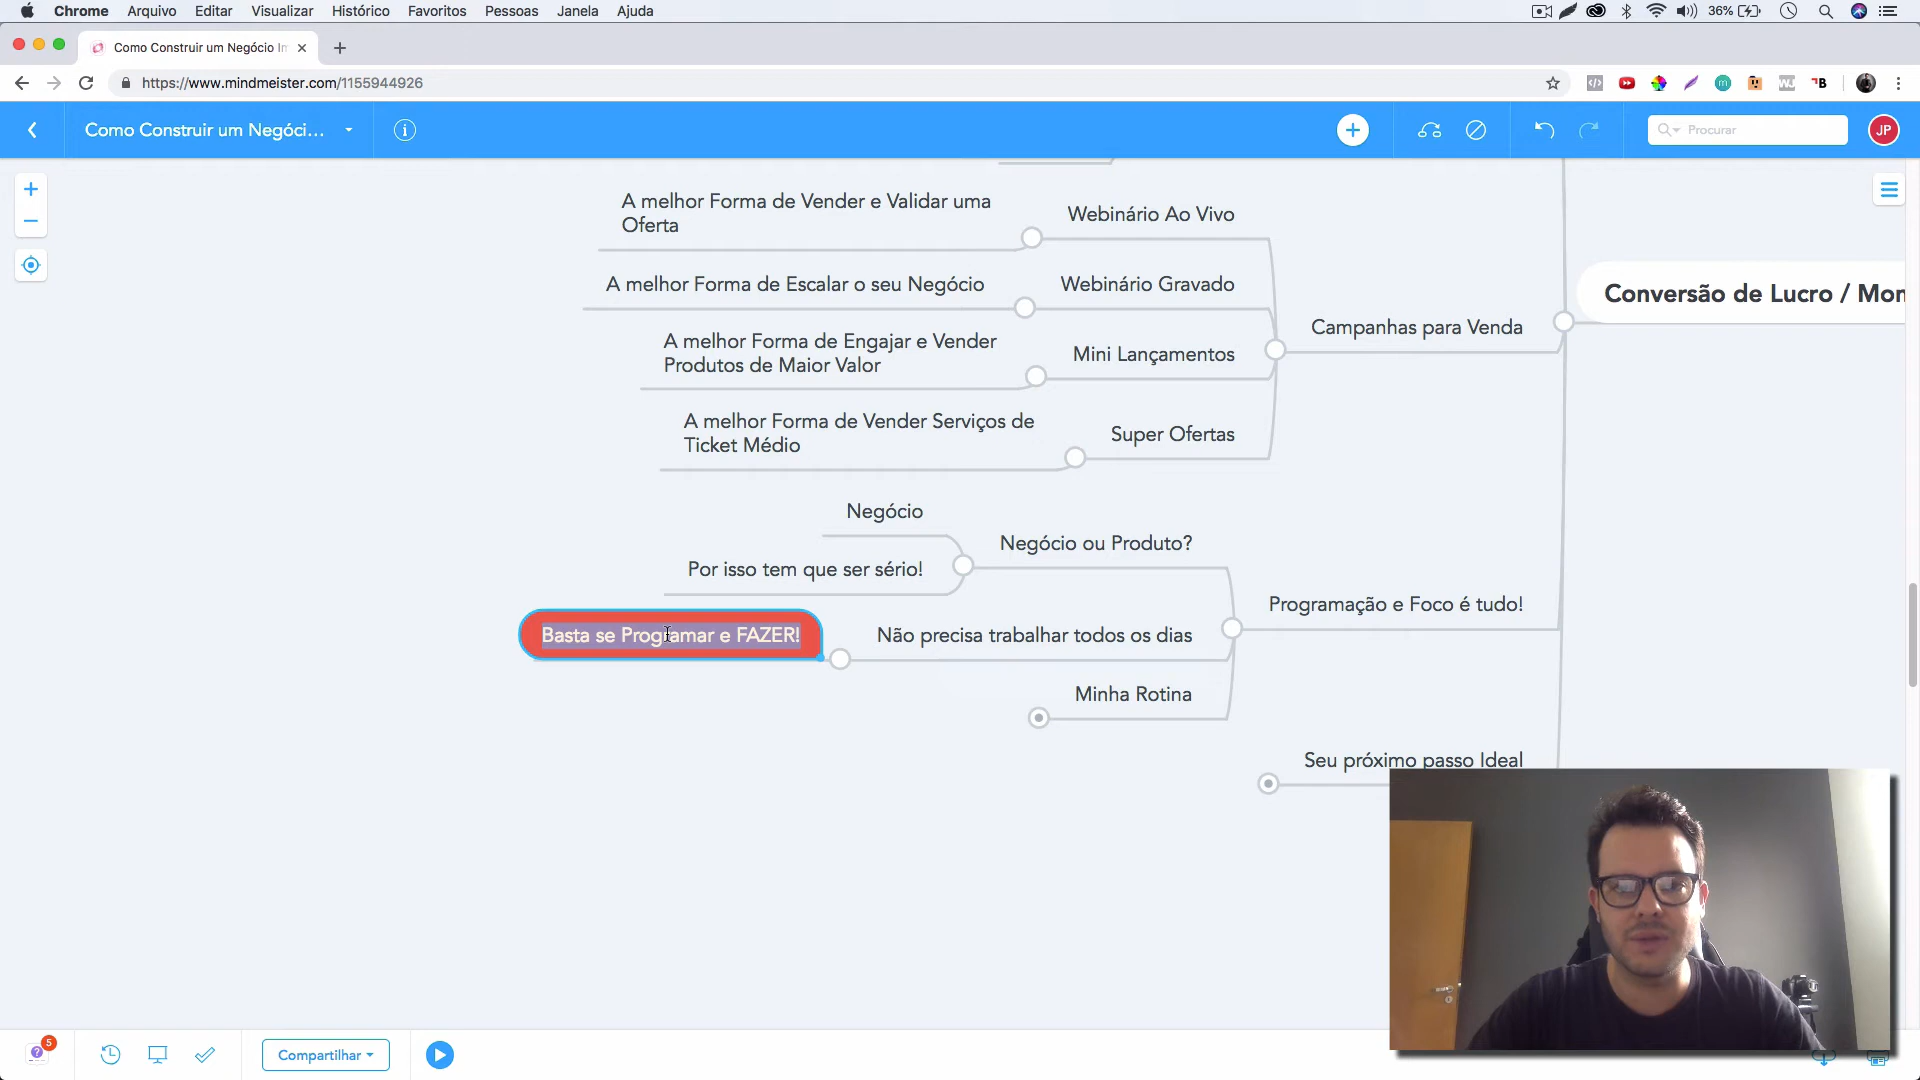 Chrome Arquivo Editar Visualizar Histórico Favoritos Pessoas Janela Ajuda
36%
Como Construir um Negócio
https://www.mindmeister.com/1155944926
Como Construir um Negóci...
Procurar
JP
A melhor Forma de Vender e Validar uma
Oferta
Webinário Ao Vivo
A melhor Forma de Escalar o seu Negócio
Webinário Gravado
Conversão de Lucro / Mon
Campanhas para Venda
A melhor Forma de Engajar e Vender
Produtos de Maior Valor
Mini Lançamentos
A melhor Forma de Vender Serviços de
Ticket Médio
Super Ofertas
Negócio
Negócio ou Produto?
Por isso tem que ser sério!
Programação e Foco é tudo!
Basta se Programar e FAZER!
Não precisa trabalhar todos os dias
Minha Rotina
Seu próximo passo Ideal
5
Compartilhar